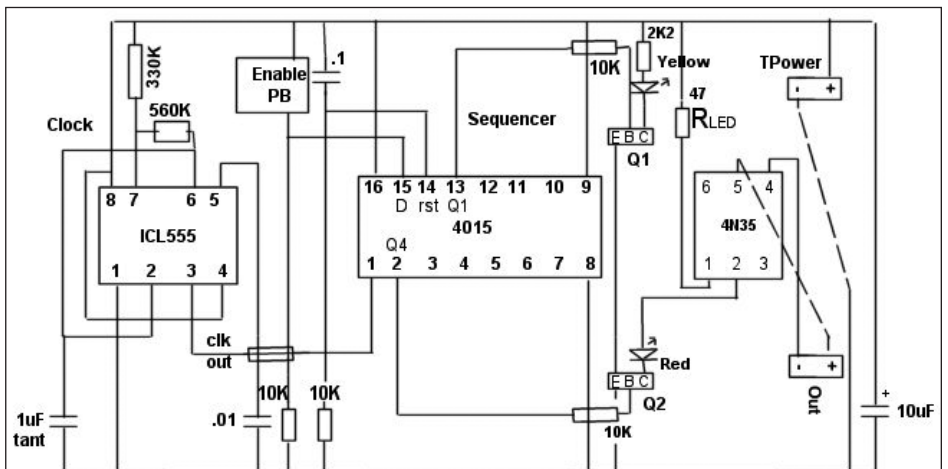 2K2
.1
330K
Enable
PB
10K
Yellow
TPower
- +
47
R LED
560K
Clock
Sequencer
E B C
Q1
8 7 6 5
ICL555
1 2 3 4
16 15 14 13 12 11 10 9
D rst Q1
4015
Q4
1 2 3 4 5 6 7 8
6 5 4
4N35
1 2 3
clk
out
Red
- +
Out
E B C
Q2
10K 10K
1uF
tant
.01
10K
+
10uF